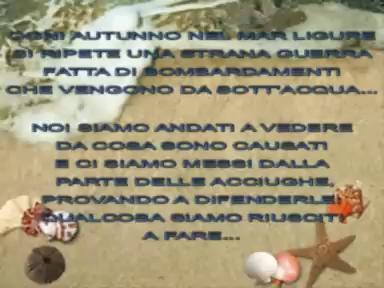 OGNI AUTUNNO NEL MAR LIGURE
SI RIPETE UNA STRANA GUERRA
FATTA DI BOMBARDAMENTI
CHE VENGONO DA SOTT'ACQUA...
NOI SIAMO ANDATI A VEDERE
DA COSA SONO CAUSATI
E CI SIAMO MESSI DALLA
PARTE DELLE ACCIUGHE,
PROVANDO A DIFENDERLE!
QUALCOSA SIAMO RIUSCITI
A FARE...